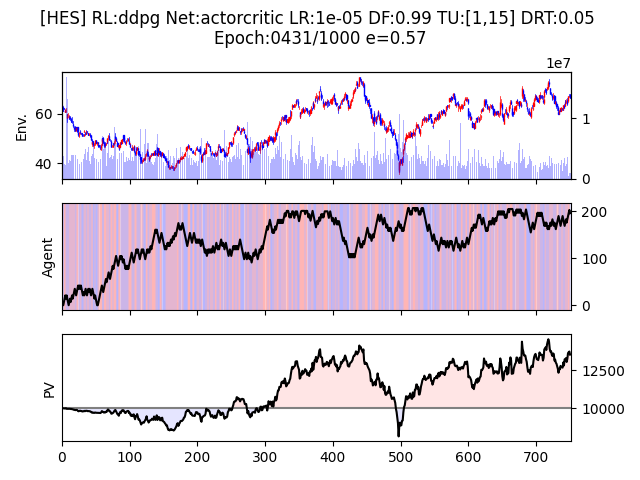 [HES] RL:ddpg Net:actorcritic LR:1e-05 DF:0.99 TU:[1,15] DRT:0.05
Epoch:0431/1000 e=0.57
1e7
Env.
60
40
1
0
Agent
200
100
0
PV
12500
10000
0 100 200 300 400 500 600 700